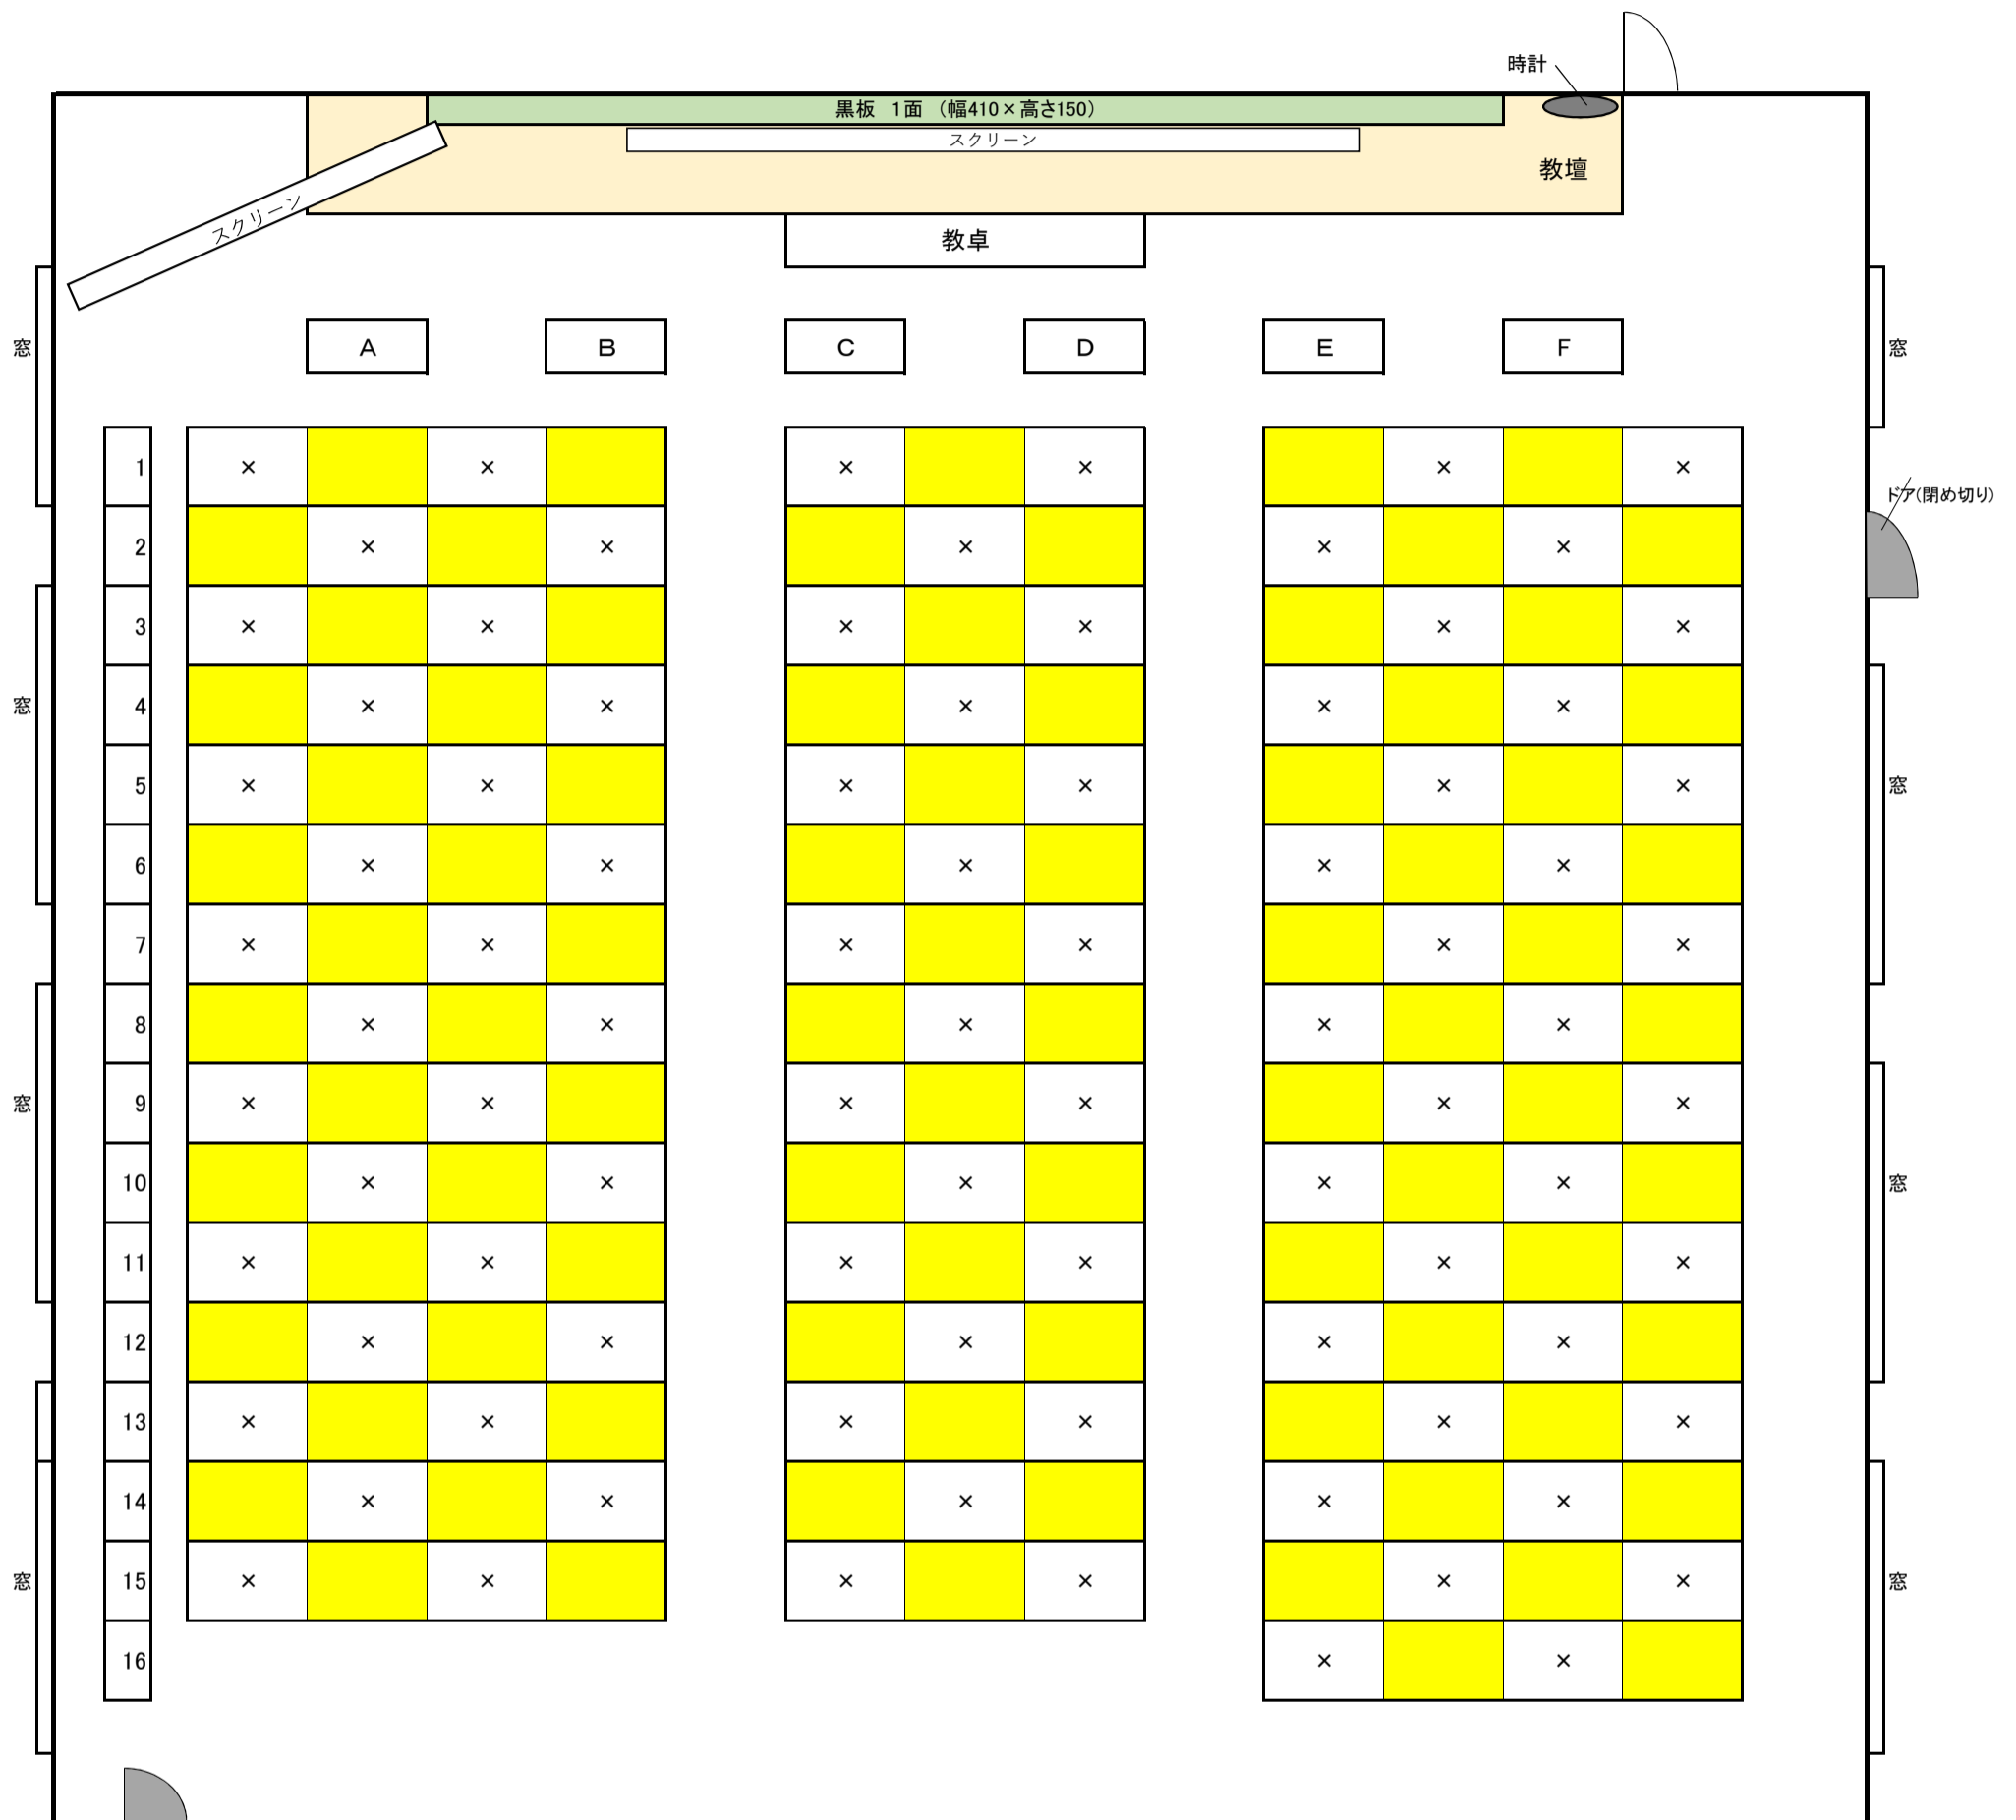 時計
黒板 1面 (幅410×高さ150)
スクリーン
教壇
スクリーン
教卓
窓 A B C D E F 窓
1 × × × × × ×
ドア(閉め切り)
2 × × × × ×
3 × × × × × ×
窓 4 × × × × ×
5 × × × × × × 窓
6 × × × × ×
7 × × × × × ×
8 × × × × ×
窓 9 × × × × × ×
10 × × × × × 窓
11 × × × × × ×
12 × × × × ×
13 × × × × × ×
14 × × × × ×
窓 15 × × × × × × 窓
16 × ×